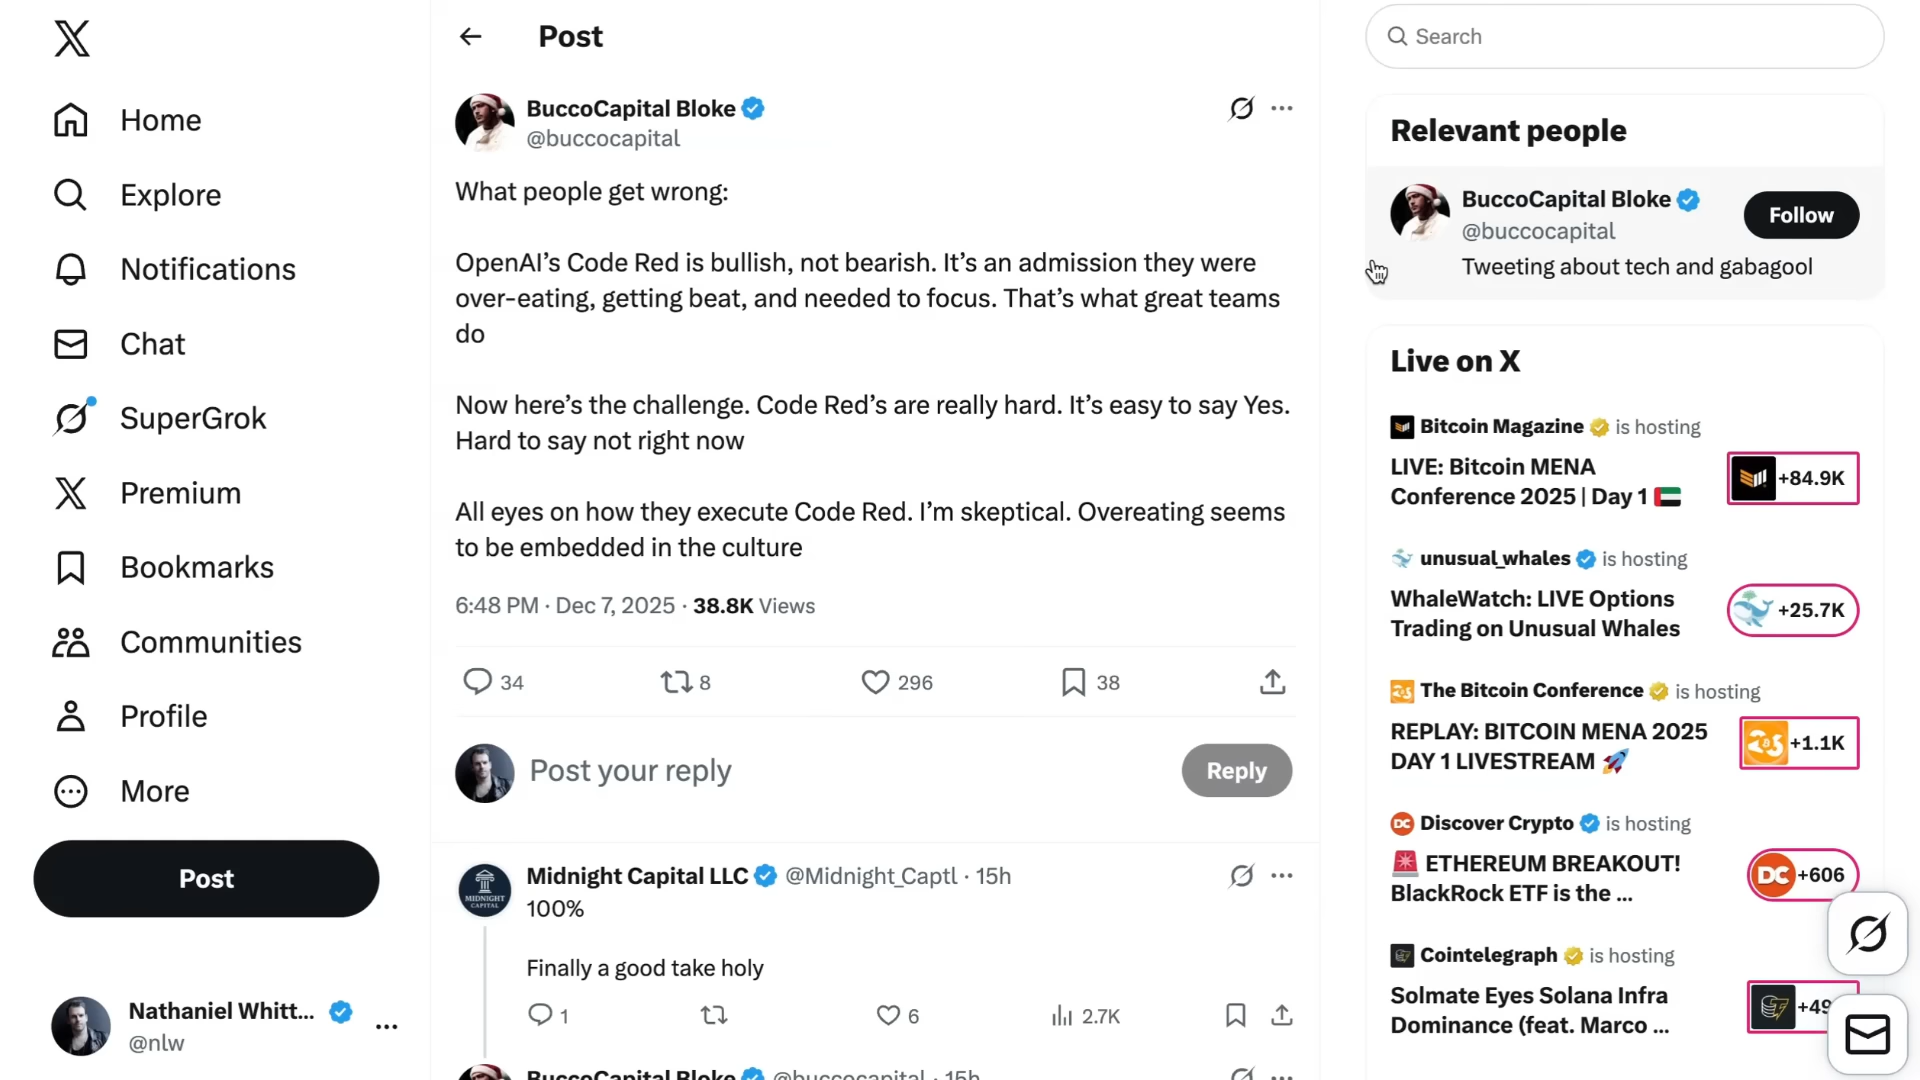 Home
Explore
Notifications
Chat
SuperGrok
Premium
Bookmarks
Communities
Profile
More
Post
Nathaniel Whitt...
@nlw
Post
BuccoCapital Bloke
@buccocapital
What people get wrong:
OpenAI’s Code Red is bullish, not bearish. It’s an admission they were
over-eating, getting beat, and needed to focus. That’s what great teams
do
Now here’s the challenge. Code Red’s are really hard. It’s easy to say Yes.
Hard to say not right now
All eyes on how they execute Code Red. I’m skeptical. Overeating seems
to be embedded in the culture
6:48 PM · Dec 7, 2025 · 38.8K Views
34 8 296 38
Post your reply
Reply
Midnight Capital LLC @Midnight_Captl · 15h
MIDNIGHT
CAPITAL
100%
Finally a good take holy
1 6 2.7K
BuccoCapital Bloke @buccocapital · 15h
Search
Relevant people
BuccoCapital Bloke
@buccocapital
Follow
Tweeting about tech and gabagool
Live on X
Bitcoin Magazine is hosting
LIVE: Bitcoin MENA
Conference 2025 | Day 1
+84.9K
unusual_whales is hosting
WhaleWatch: LIVE Options
Trading on Unusual Whales
+25.7K
The Bitcoin Conference is hosting
REPLAY: BITCOIN MENA 2025
DAY 1 LIVESTREAM 🚀
+1.1K
DC Discover Crypto is hosting
🚨 ETHEREUM BREAKOUT!
BlackRock ETF is the ...
DC +606
Cointelegraph is hosting
Solmate Eyes Solana Infra
Dominance (feat. Marco ...